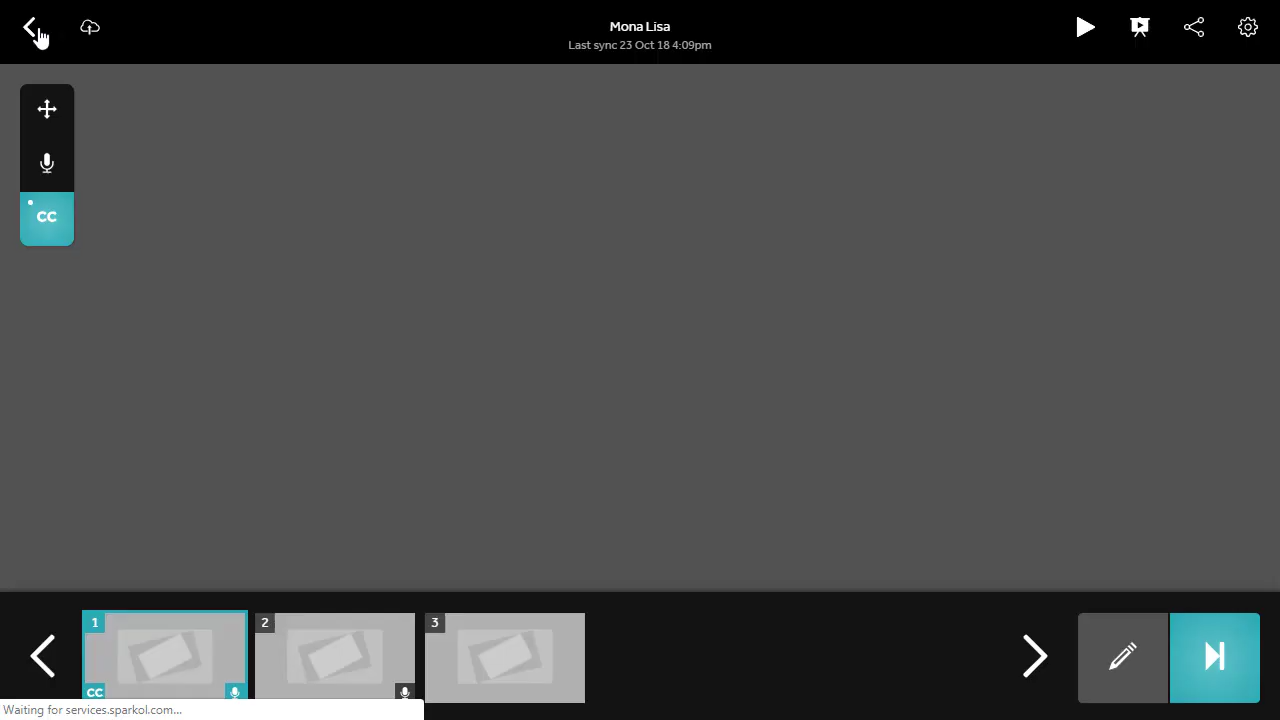 Mona Lisa
Last sync 23 Oct 18 4:09pm
CC
1
2
3
CC
Waiting for services.sparkol.com...